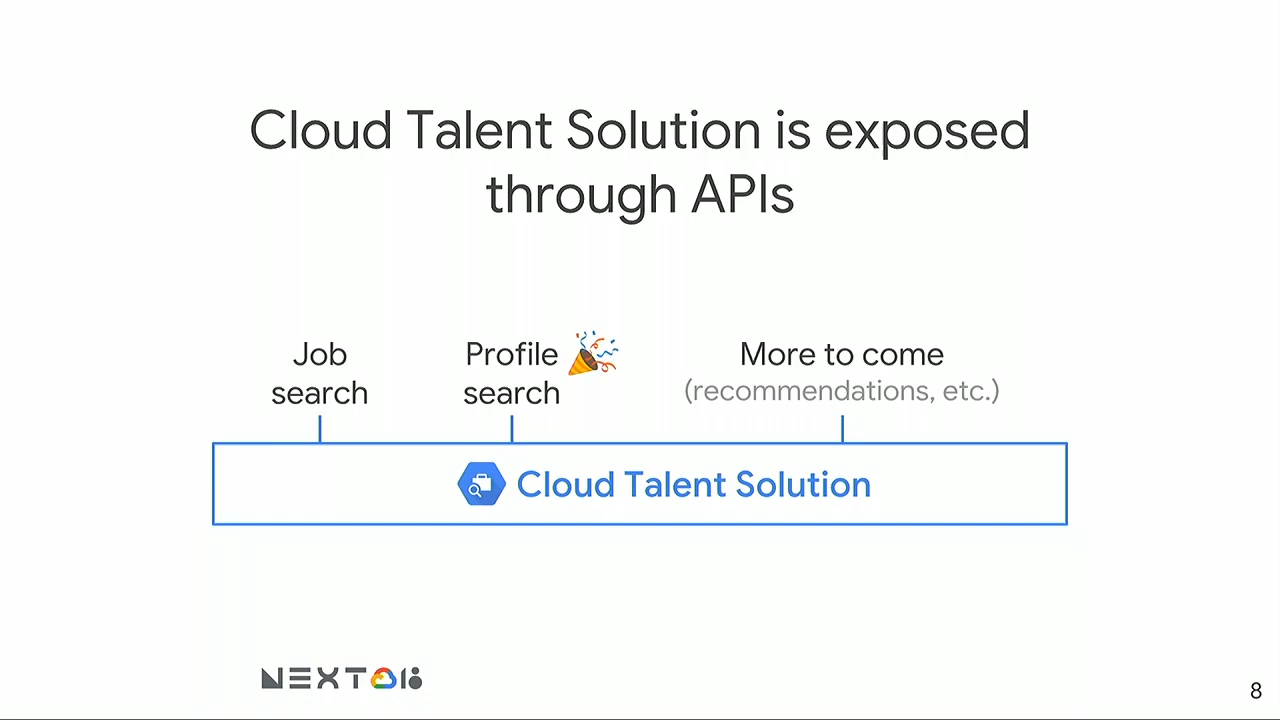 Cloud Talent Solution is exposed
through APIs
Job
search
Profile
search
More to come
(recommendations, etc.)
Cloud Talent Solution
NEXT 18
8